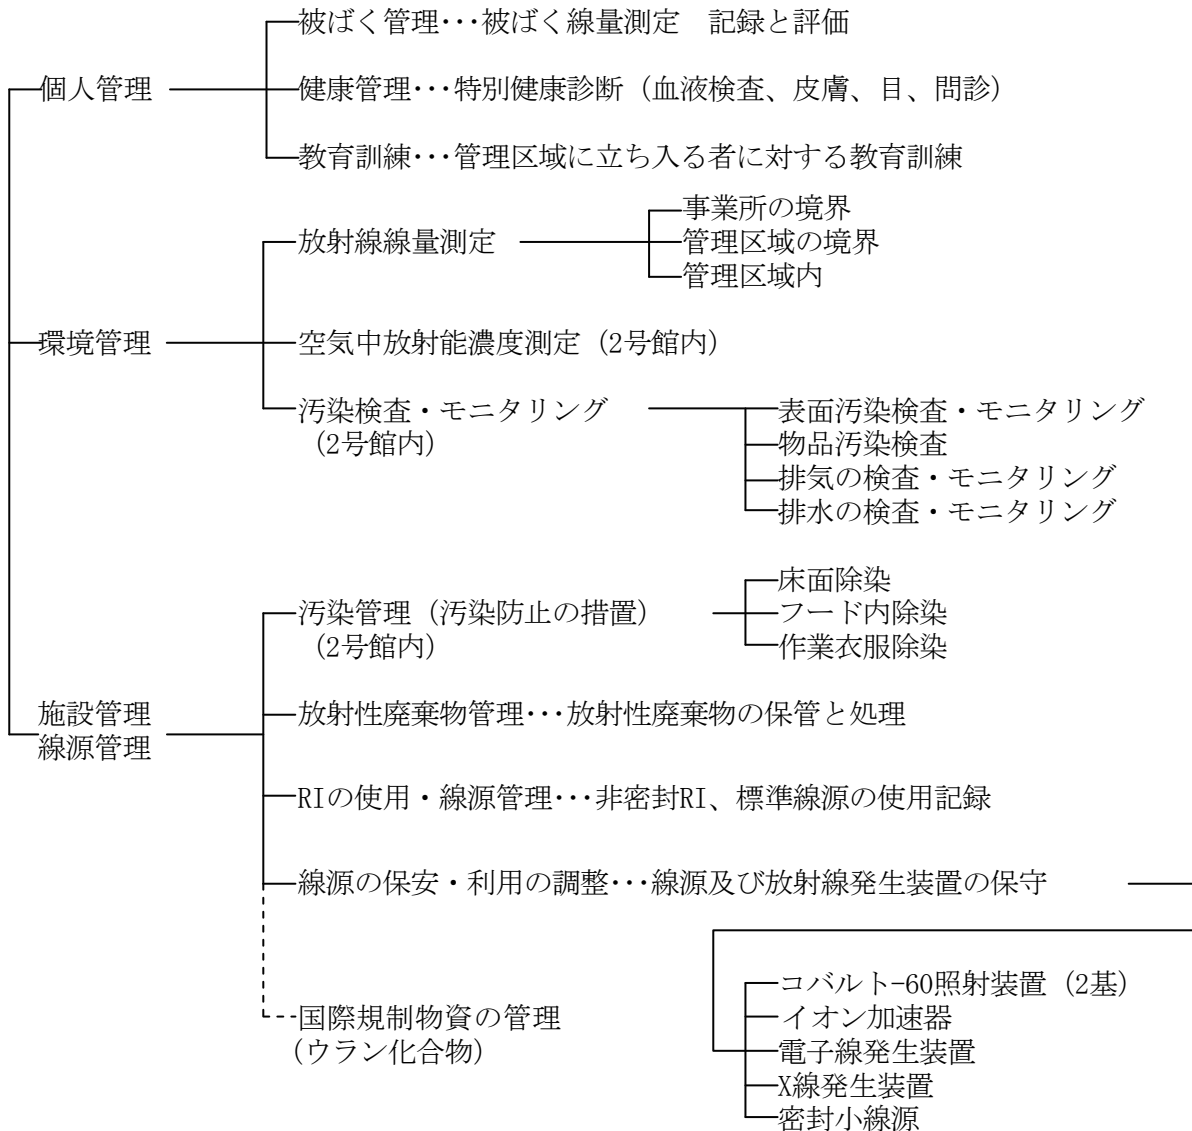 被ばく管理･･･被ばく線量測定　記録と評価
個人管理
健康管理･･･特別健康診断（血液検査、皮膚、目、問診）
教育訓練･･･管理区域に立ち入る者に対する教育訓練
放射線線量測定
事業所の境界
管理区域の境界
管理区域内
環境管理
空気中放射能濃度測定（2号館内）
汚染検査・モニタリング
（2号館内）
表面汚染検査・モニタリング
物品汚染検査
排気の検査・モニタリング
排水の検査・モニタリング
汚染管理（汚染防止の措置）
（2号館内）
床面除染
フード内除染
作業衣服除染
施設管理
線源管理
放射性廃棄物管理･･･放射性廃棄物の保管と処理
RIの使用・線源管理･･･非密封RI、標準線源の使用記録
線源の保安・利用の調整･･･線源及び放射線発生装置の保守
国際規制物資の管理
（ウラン化合物）
コバルト-60照射装置（2基）
イオン加速器
電子線発生装置
X線発生装置
密封小線源